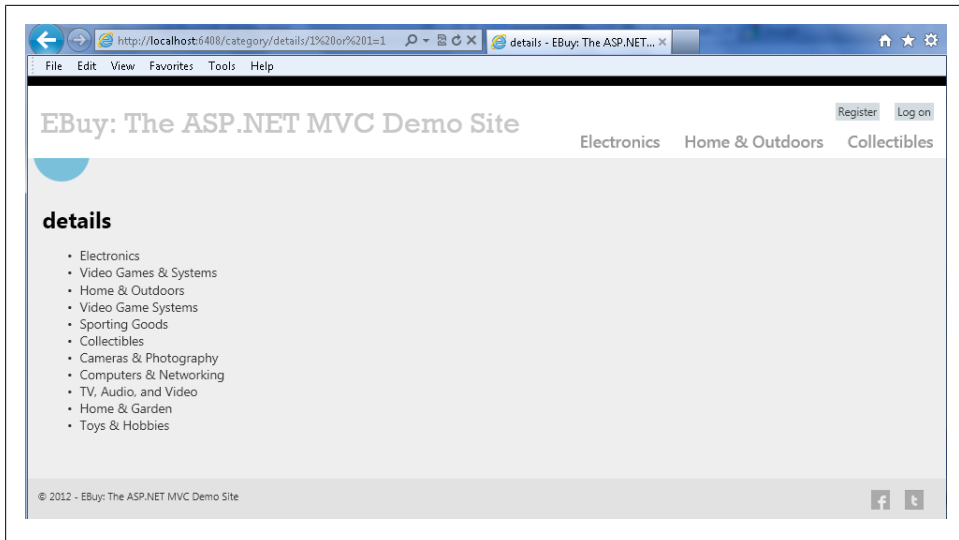 http://localhost:6408/category/details/1%20or%201=1
details - EBuy: The ASP.NET...
File Edit View Favorites Tools Help
EBuy: The ASP.NET MVC Demo Site
Register Log on
Electronics Home & Outdoors Collectibles
details
• Electronics
• Video Games & Systems
• Home & Outdoors
• Video Game Systems
• Sporting Goods
• Collectibles
• Cameras & Photography
• Computers & Networking
• TV, Audio, and Video
• Home & Garden
• Toys & Hobbies
© 2012 - EBuy: The ASP.NET MVC Demo Site